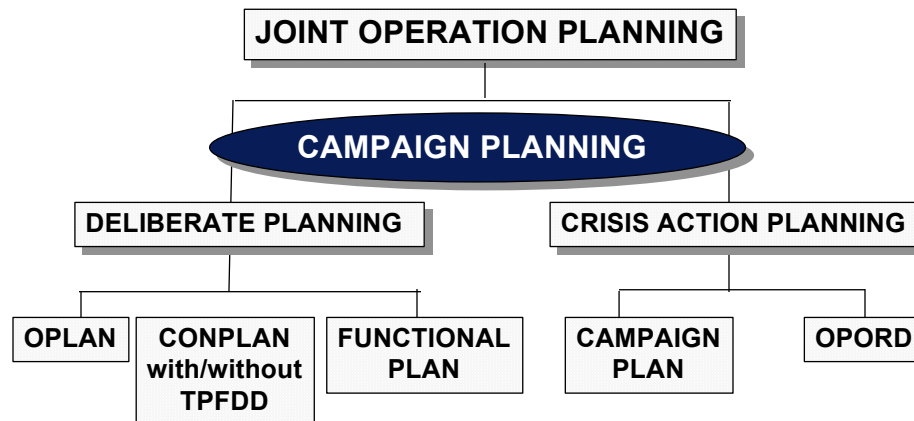 JOINT OPERATION PLANNING
CAMPAIGN PLANNING
DELIBERATE PLANNING
CRISIS ACTION PLANNING
OPLAN
CONPLAN
with/without
TPFDD
FUNCTIONAL
PLAN
CAMPAIGN
PLAN
OPORD